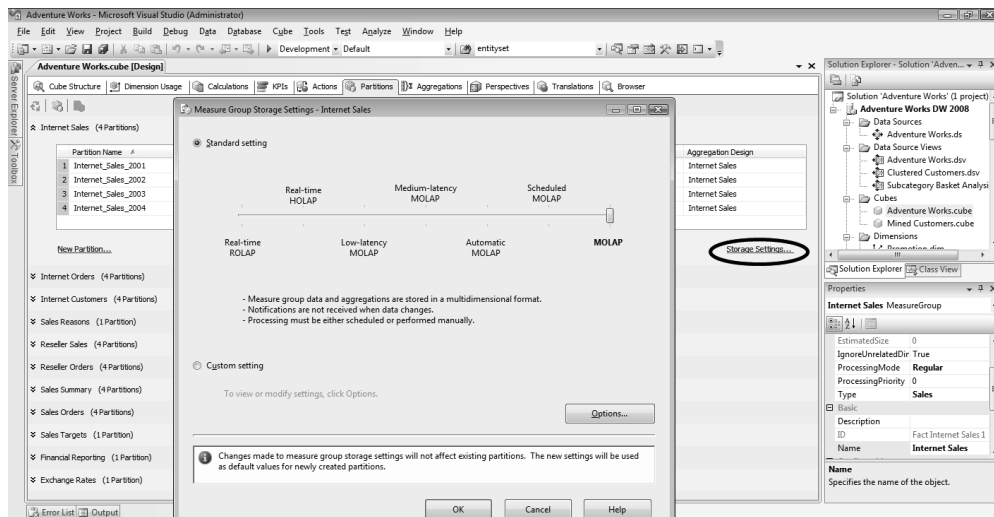 Adventure Works - Microsoft Visual Studio (Administrator)
File Edit View Project Build Debug Data Database Cube Tools Test Analyze Window Help
Development Default entityset
Adventure Works.cube [Design]
Cube Structure Dimension Usage Calculations KPIs Actions Partitions Aggregations Perspectives Translations Browser
Server Explorer
Toolbox
Internet Sales (4 Partitions)
Partition Name Aggregation Design
1 Internet_Sales_2001 Internet Sales
2 Internet_Sales_2002 Internet Sales
3 Internet_Sales_2003 Internet Sales
4 Internet_Sales_2004 Internet Sales
New Partition... Storage Settings...
Internet Orders (4 Partitions)
Internet Customers (4 Partitions)
Sales Reasons (1 Partition)
Reseller Sales (4 Partitions)
Reseller Orders (4 Partitions)
Sales Summary (4 Partitions)
Sales Orders (4 Partitions)
Sales Targets (1 Partition)
Financial Reporting (1 Partition)
Exchange Rates (1 Partition)
Error List Output
Measure Group Storage Settings - Internet Sales
Standard setting
Real-time HOLAP
Medium-latency MOLAP
Scheduled MOLAP
Real-time ROLAP
Low-latency MOLAP
Automatic MOLAP
MOLAP
- Measure group data and aggregations are stored in a multidimensional format.
- Notifications are not received when data changes.
- Processing must be either scheduled or performed manually.
Custom setting
To view or modify settings, click Options.
Options...
Changes made to measure group storage settings will not affect existing partitions. The new settings will be used
as default values for newly created partitions.
OK Cancel Help
Solution Explorer - Solution 'Adven...
Solution 'Adventure Works' (1 project)
Adventure Works DW 2008
Data Sources
Adventure Works.ds
Data Source Views
Adventure Works.dsv
Clustered Customers.dsv
Subcategory Basket Analysi
Cubes
Adventure Works.cube
Mined Customers.cube
Dimensions
Promotion.dim
Solution Explorer Class View
Properties
Internet Sales MeasureGroup
EstimatedSize 0
IgnoreUnrelatedDir True
ProcessingMode Regular
ProcessingPriority 0
Type Sales
Basic
Description
ID Fact Internet Sales 1
Name Internet Sales
Name
Specifies the name of the object.